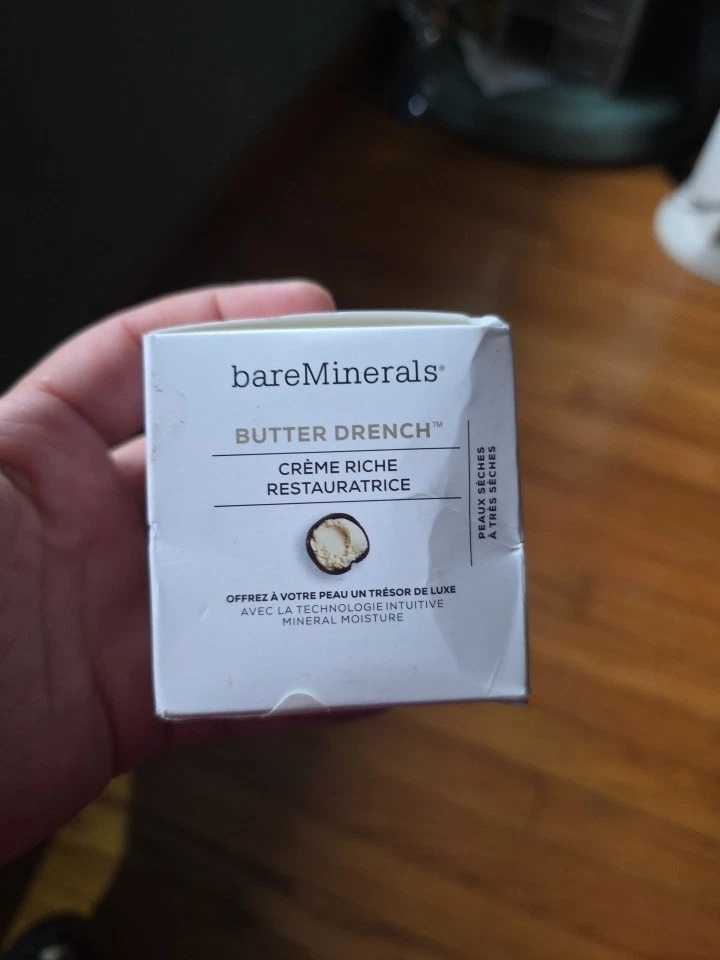 bareMinerals®
BUTTER DRENCH™
CRÈME RICHE
RESTAURATRICE
PEAUX SÈCHES
À TRÈS SÈCHES
OFFREZ À VOTRE PEAU UN TRÉSOR DE LUXE
AVEC LA TECHNOLOGIE INTUITIVE
MINERAL MOISTURE